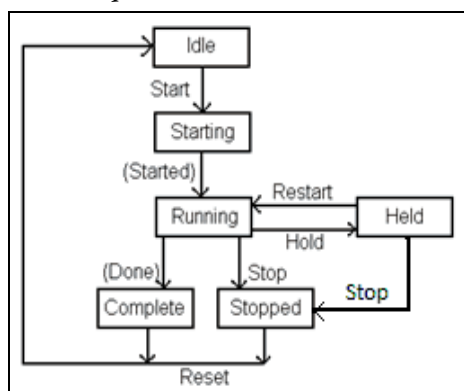 Idle
Start
Starting
(Started)
Restart
Running
Held
Hold
(Done)
Stop
Stop
Complete
Stopped
Reset